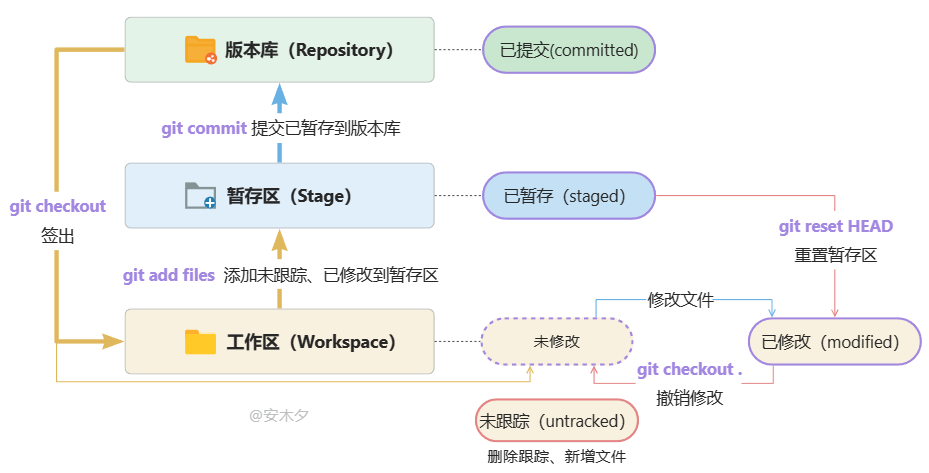 版本库（Repository）
已提交(committed)
git commit 提交已暂存到版本库
暂存区（Stage）
已暂存（staged）
git checkout
签出
git reset HEAD
重置暂存区
git add files 添加未跟踪、已修改到暂存区
修改文件
工作区（Workspace）
未修改
已修改（modified）
git checkout .
撤销修改
@安木夕
未跟踪（untracked）
删除跟踪、新增文件